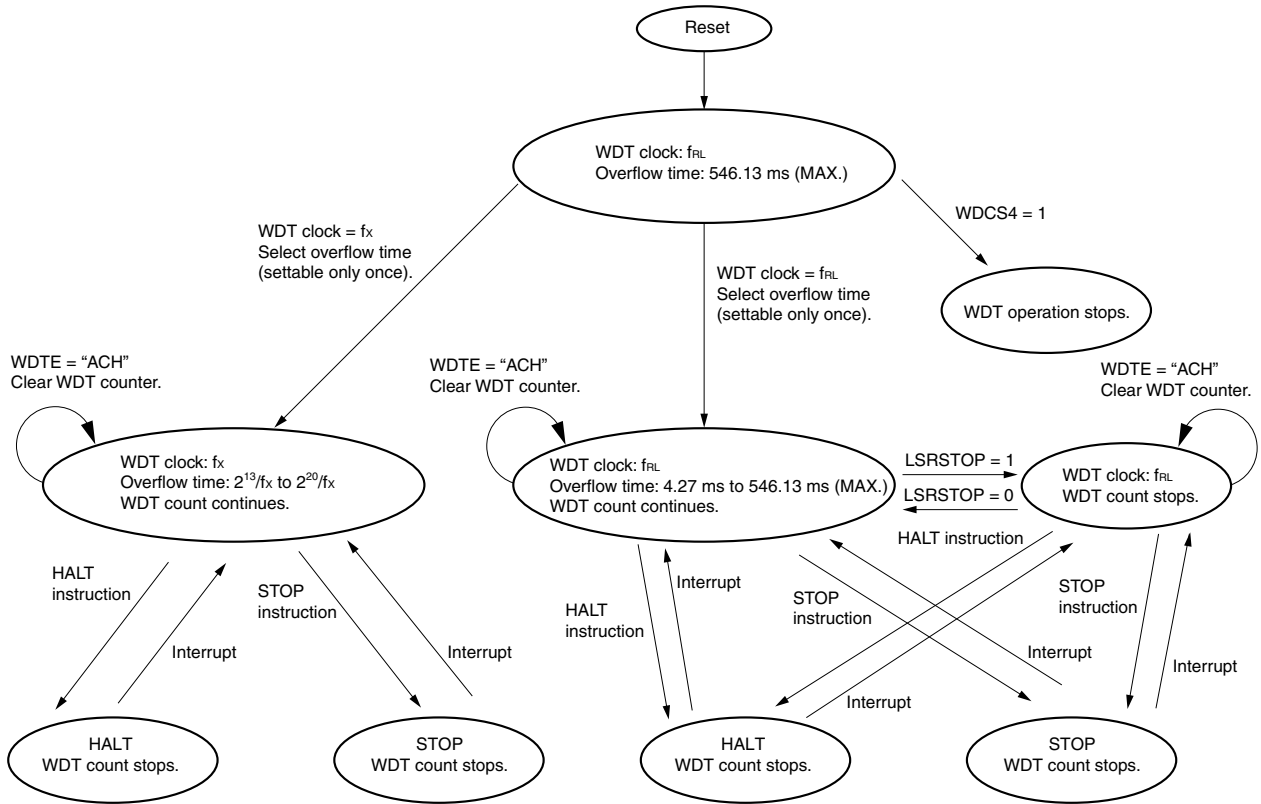 Reset
WDT clock: fRL
Overflow time: 546.13 ms (MAX.)
WDCS4 = 1
WDT clock = fX
Select overflow time
(settable only once).
WDT clock = fRL
Select overflow time
(settable only once).
WDT operation stops.
WDTE = “ACH”
Clear WDT counter.
WDTE = “ACH”
Clear WDT counter.
WDTE = “ACH”
Clear WDT counter.
WDT clock: fX
Overflow time: 2¹³/fX to 2²⁰/fX
WDT count continues.
WDT clock: fRL
Overflow time: 4.27 ms to 546.13 ms (MAX.)
WDT count continues.
LSRSTOP = 1
LSRSTOP = 0
WDT clock: fRL
WDT count stops.
HALT instruction
HALT
instruction
Interrupt
STOP
instruction
Interrupt
HALT
instruction
Interrupt
STOP
instruction
Interrupt
Interrupt
STOP
instruction
Interrupt
HALT
WDT count stops.
STOP
WDT count stops.
HALT
WDT count stops.
STOP
WDT count stops.